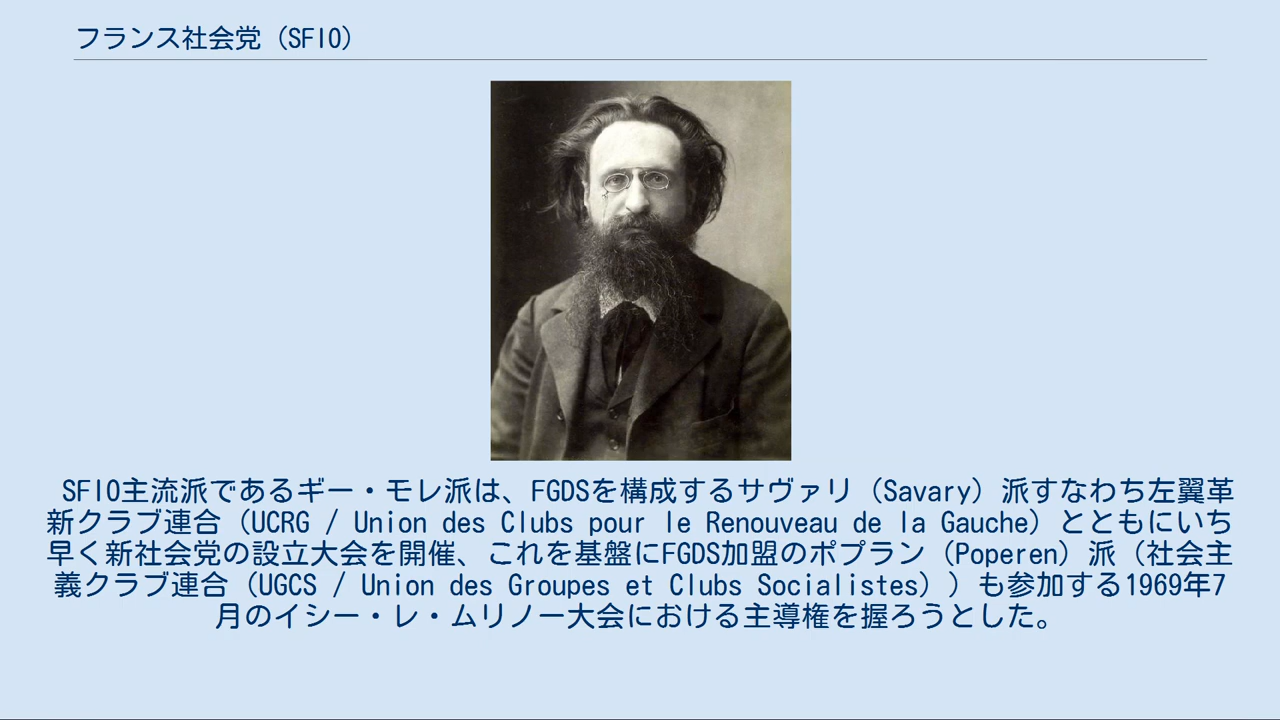 フランス社会党（SFIO）
SFIO主流派であるギー・モレ派は、FGDSを構成するサヴァリ（Savary）派すなわち左翼革
新クラブ連合（UCRG / Union des Clubs pour le Renouveau de la Gauche）とともにいち
早く新社会党の設立大会を開催、これを基盤にFGDS加盟のポプラン（Poperen）派（社会主
義クラブ連合（UGCS / Union des Groupes et Clubs Socialistes））も参加する1969年7
月のイシー・レ・ムリノー大会における主導権を握ろうとした。